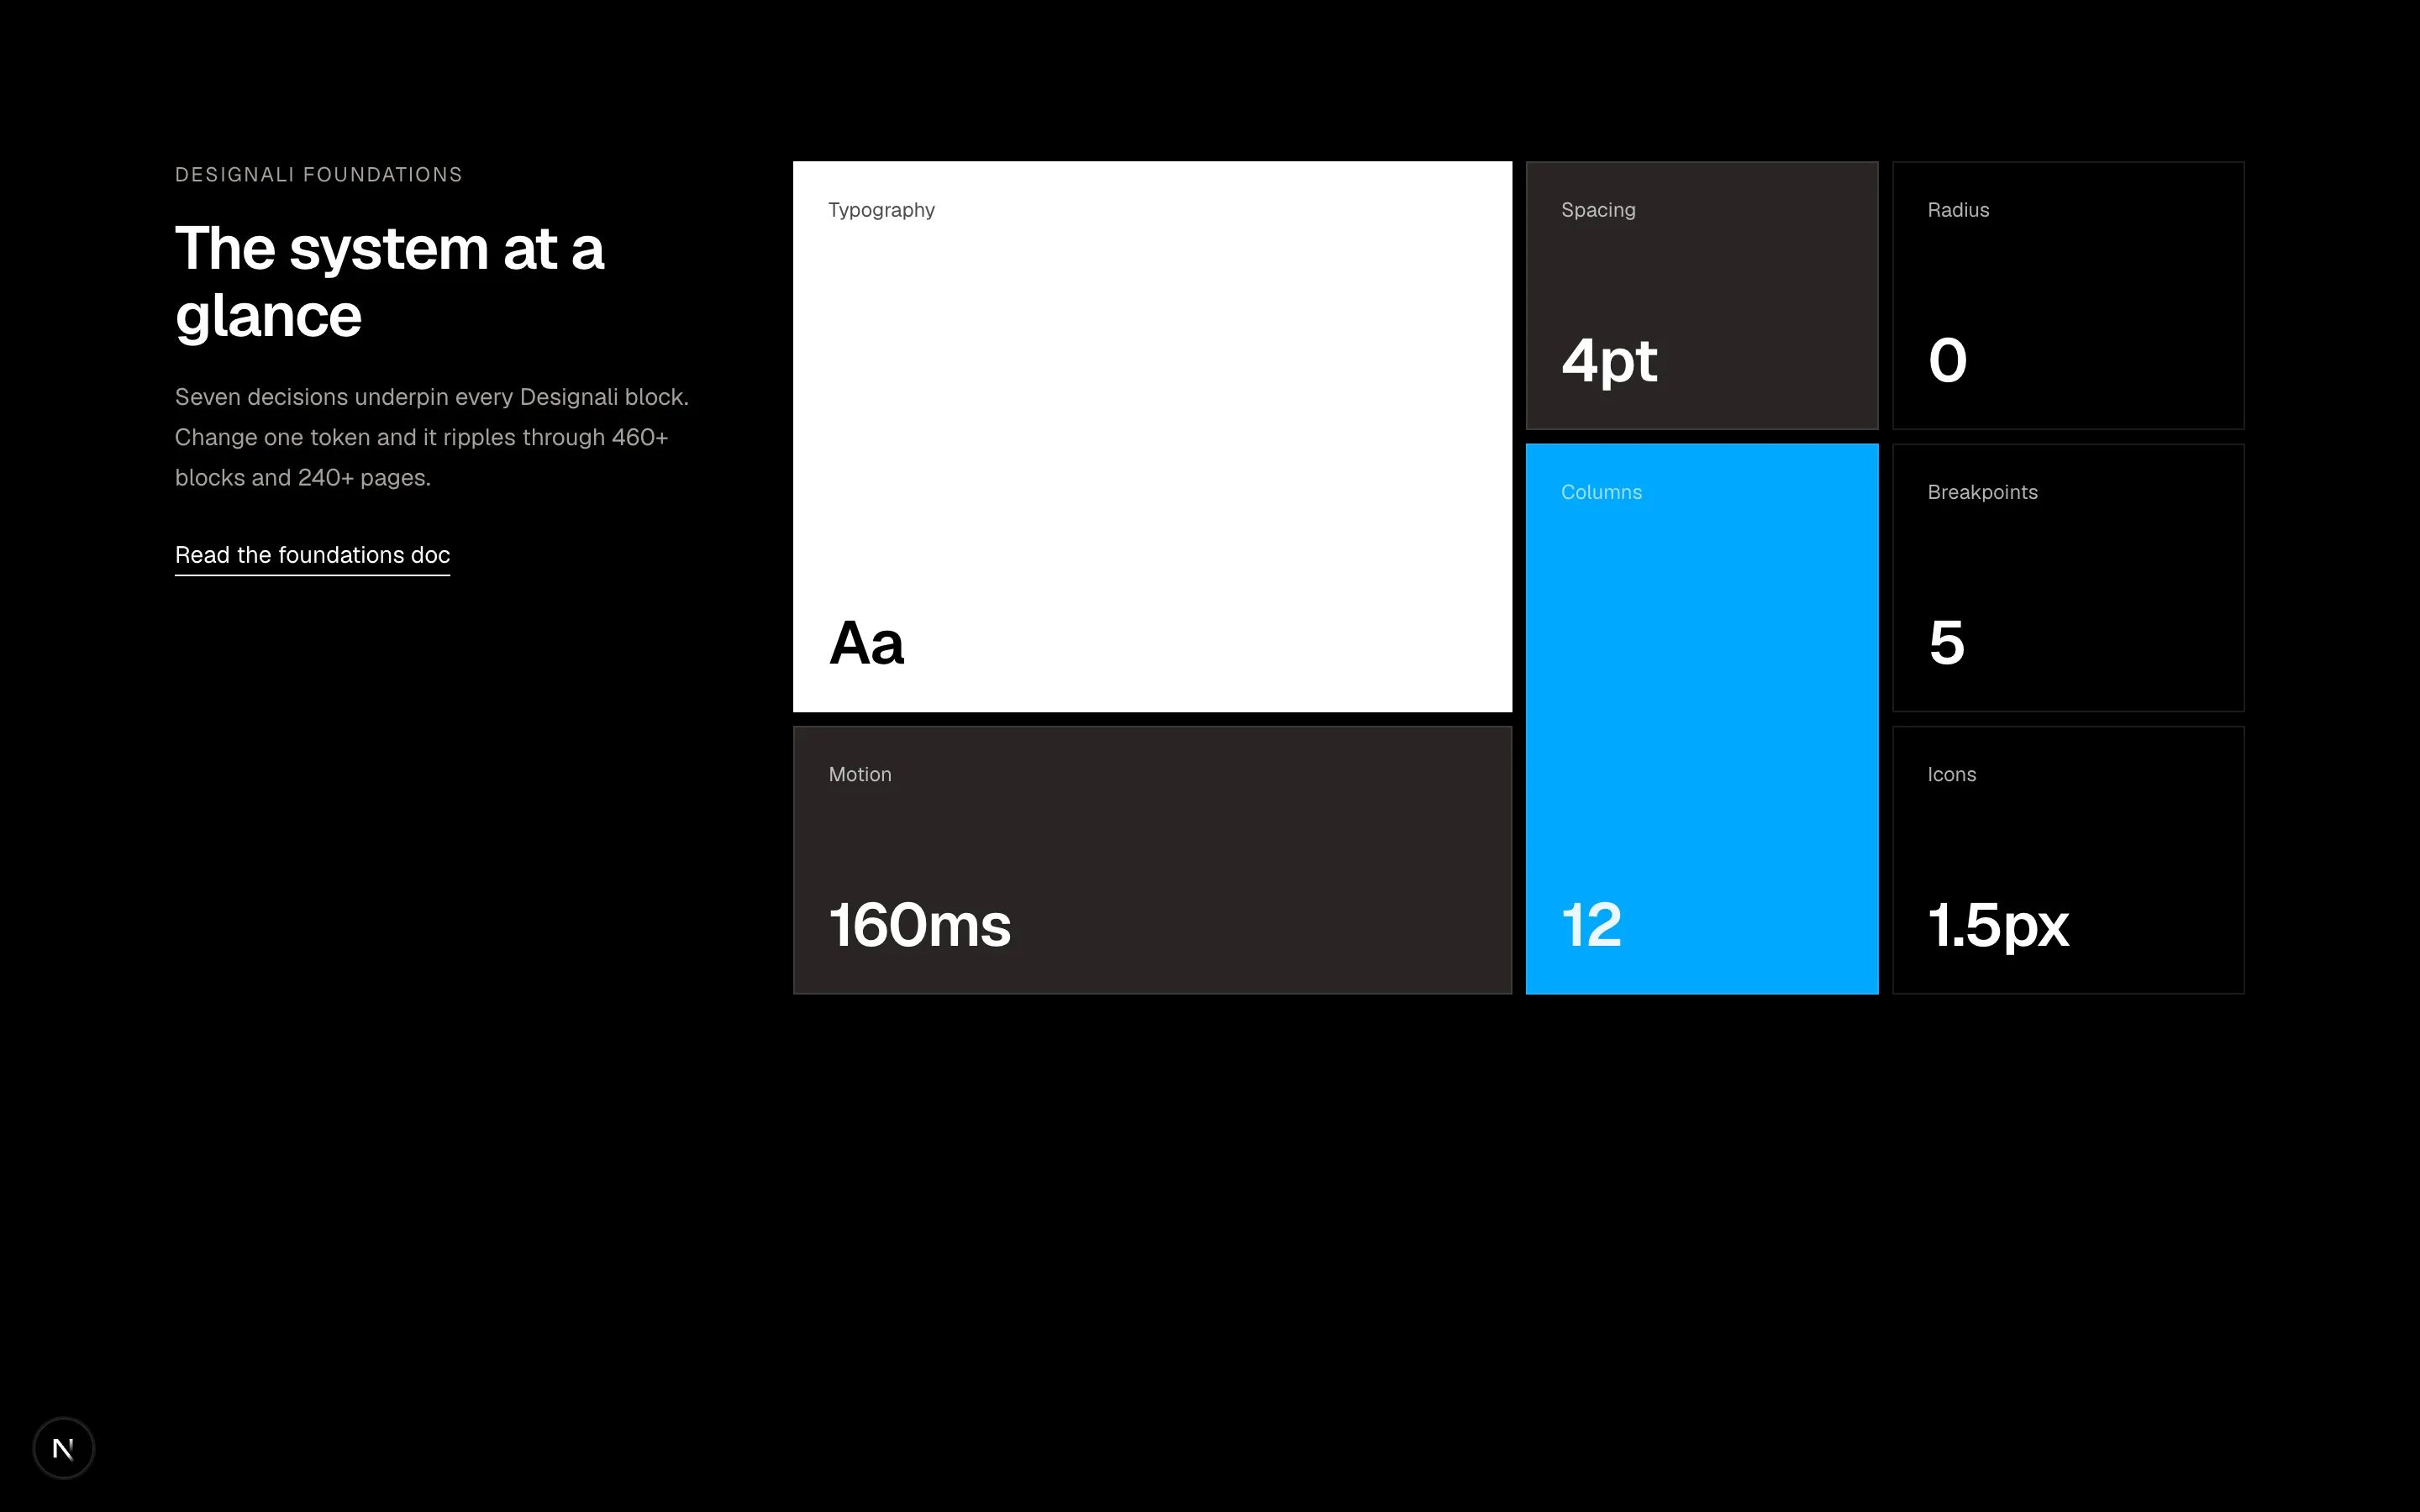 DESIGNALI FOUNDATIONS
The system at a
glance
Seven decisions underpin every Designali block.
Change one token and it ripples through 460+
blocks and 240+ pages.
Read the foundations doc
Typography
Aa
Spacing
4pt
Radius
0
Columns
12
Breakpoints
5
Motion
160ms
Icons
1.5px
N